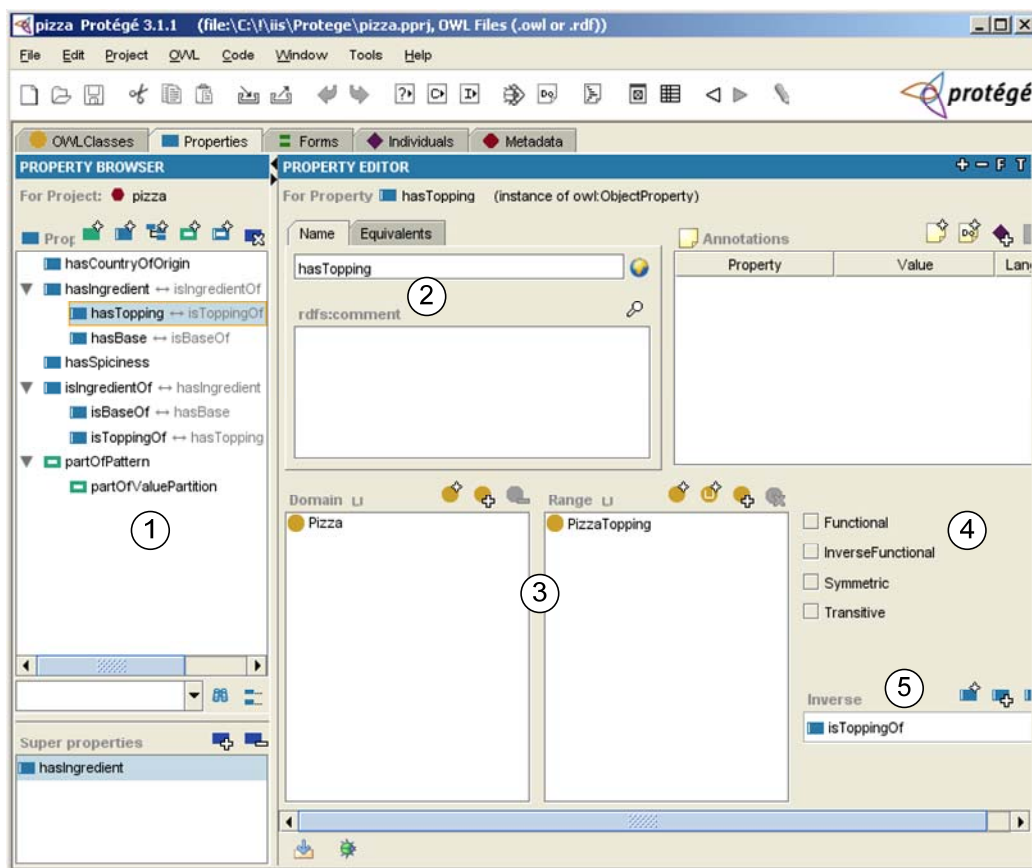 pizza Protégé 3.1.1 (file:\C:\!\iis\Protege\pizza.pprj, OWL Files (.owl or .rdf))
File Edit Project OWL Code Window Tools Help
protégé
OWLClasses Properties Forms Individuals Metadata
PROPERTY BROWSER
For Project: pizza
Prop
hasCountryOfOrigin
hasIngredient ↔ isIngredientOf
hasTopping ↔ isToppingOf
hasBase ↔ isBaseOf
hasSpiciness
isIngredientOf ↔ hasIngredient
isBaseOf ↔ hasBase
isToppingOf ↔ hasTopping
partOfPattern
partOfValuePartition
1
Super properties
hasIngredient
PROPERTY EDITOR
+ - F T
For Property hasTopping (instance of owl:ObjectProperty)
Name Equivalents
hasTopping
2
rdfs:comment
Annotations
Property Value Lan
Domain ⊔
Pizza
Range ⊔
PizzaTopping
3
Functional
InverseFunctional
Symmetric
Transitive
4
5
Inverse
isToppingOf